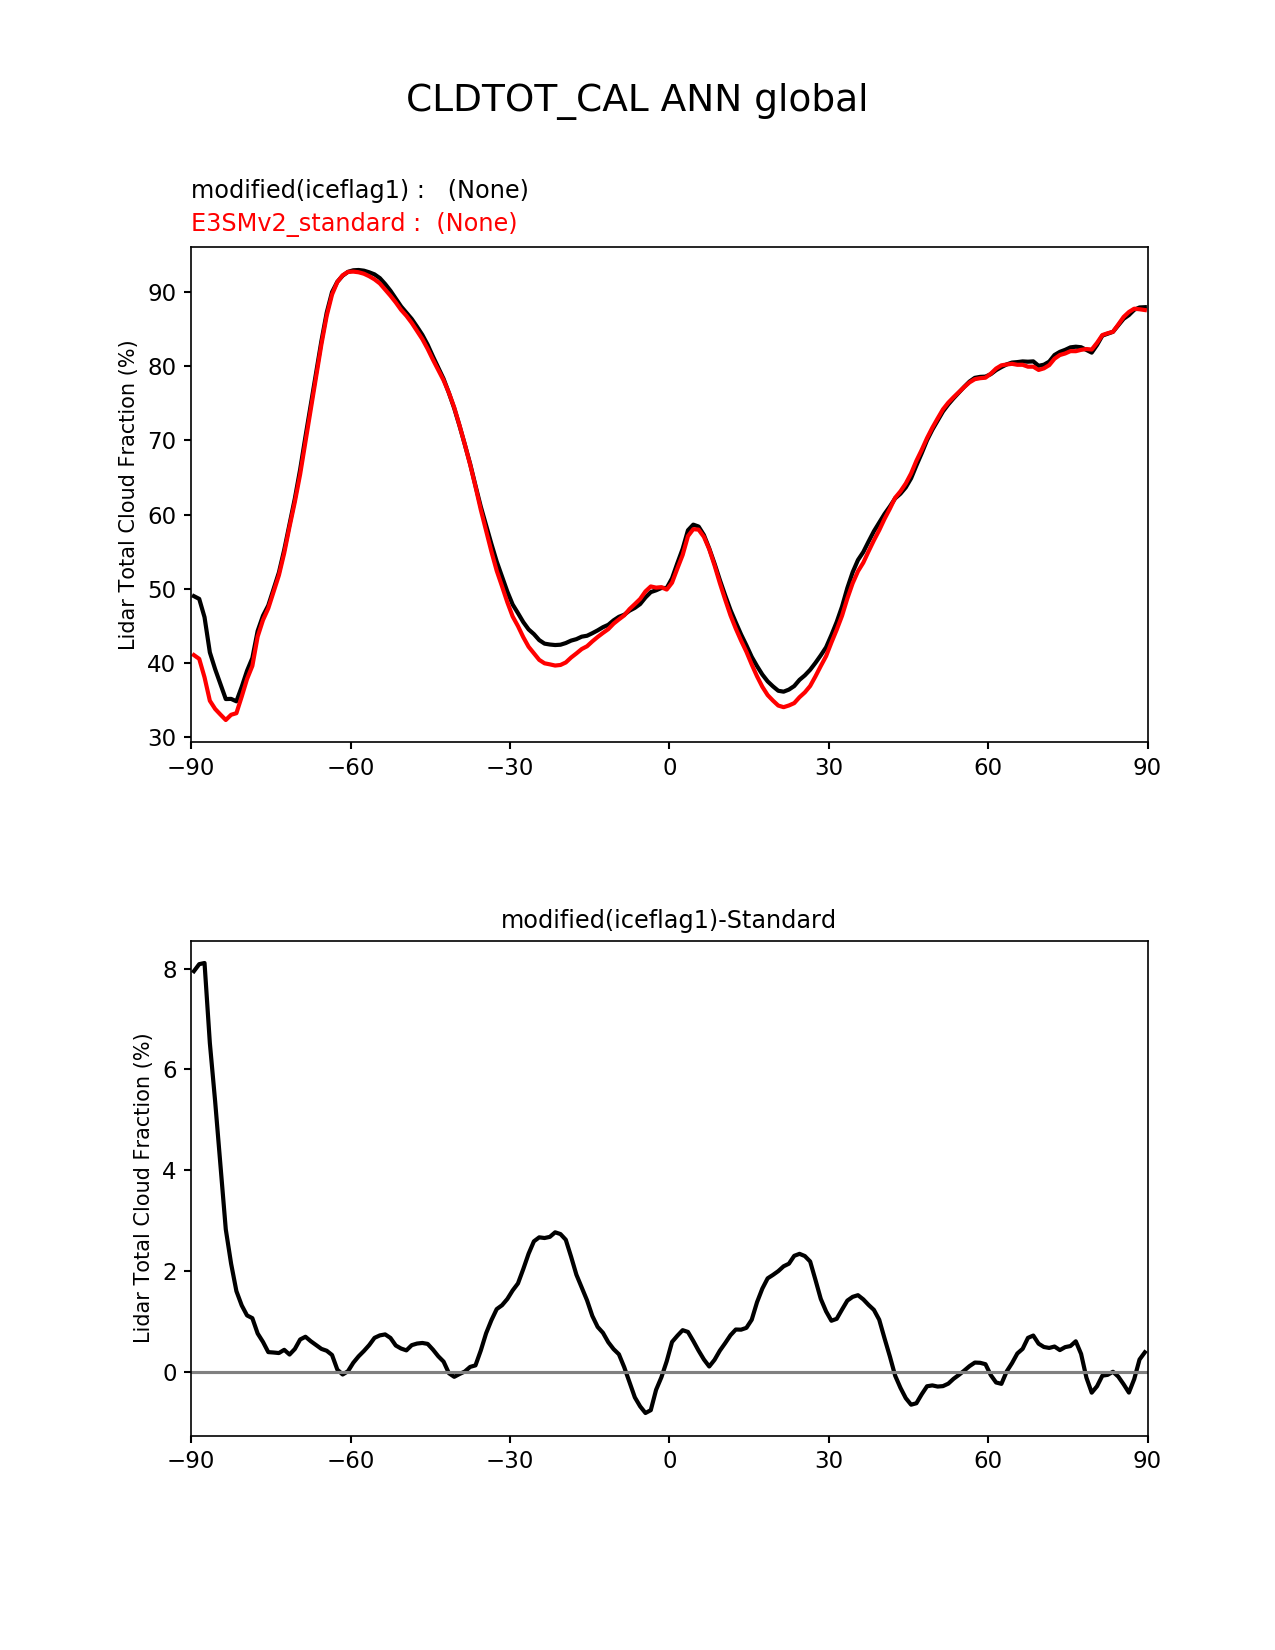 CLDTOT_CAL ANN global
modified(iceflag1) :   (None)
E3SMv2_standard :  (None)
Lidar Total Cloud Fraction (%)
90
80
70
60
50
40
30
−90 −60 −30 0 30 60 90
modified(iceflag1)-Standard
Lidar Total Cloud Fraction (%)
8
6
4
2
0
−90 −60 −30 0 30 60 90